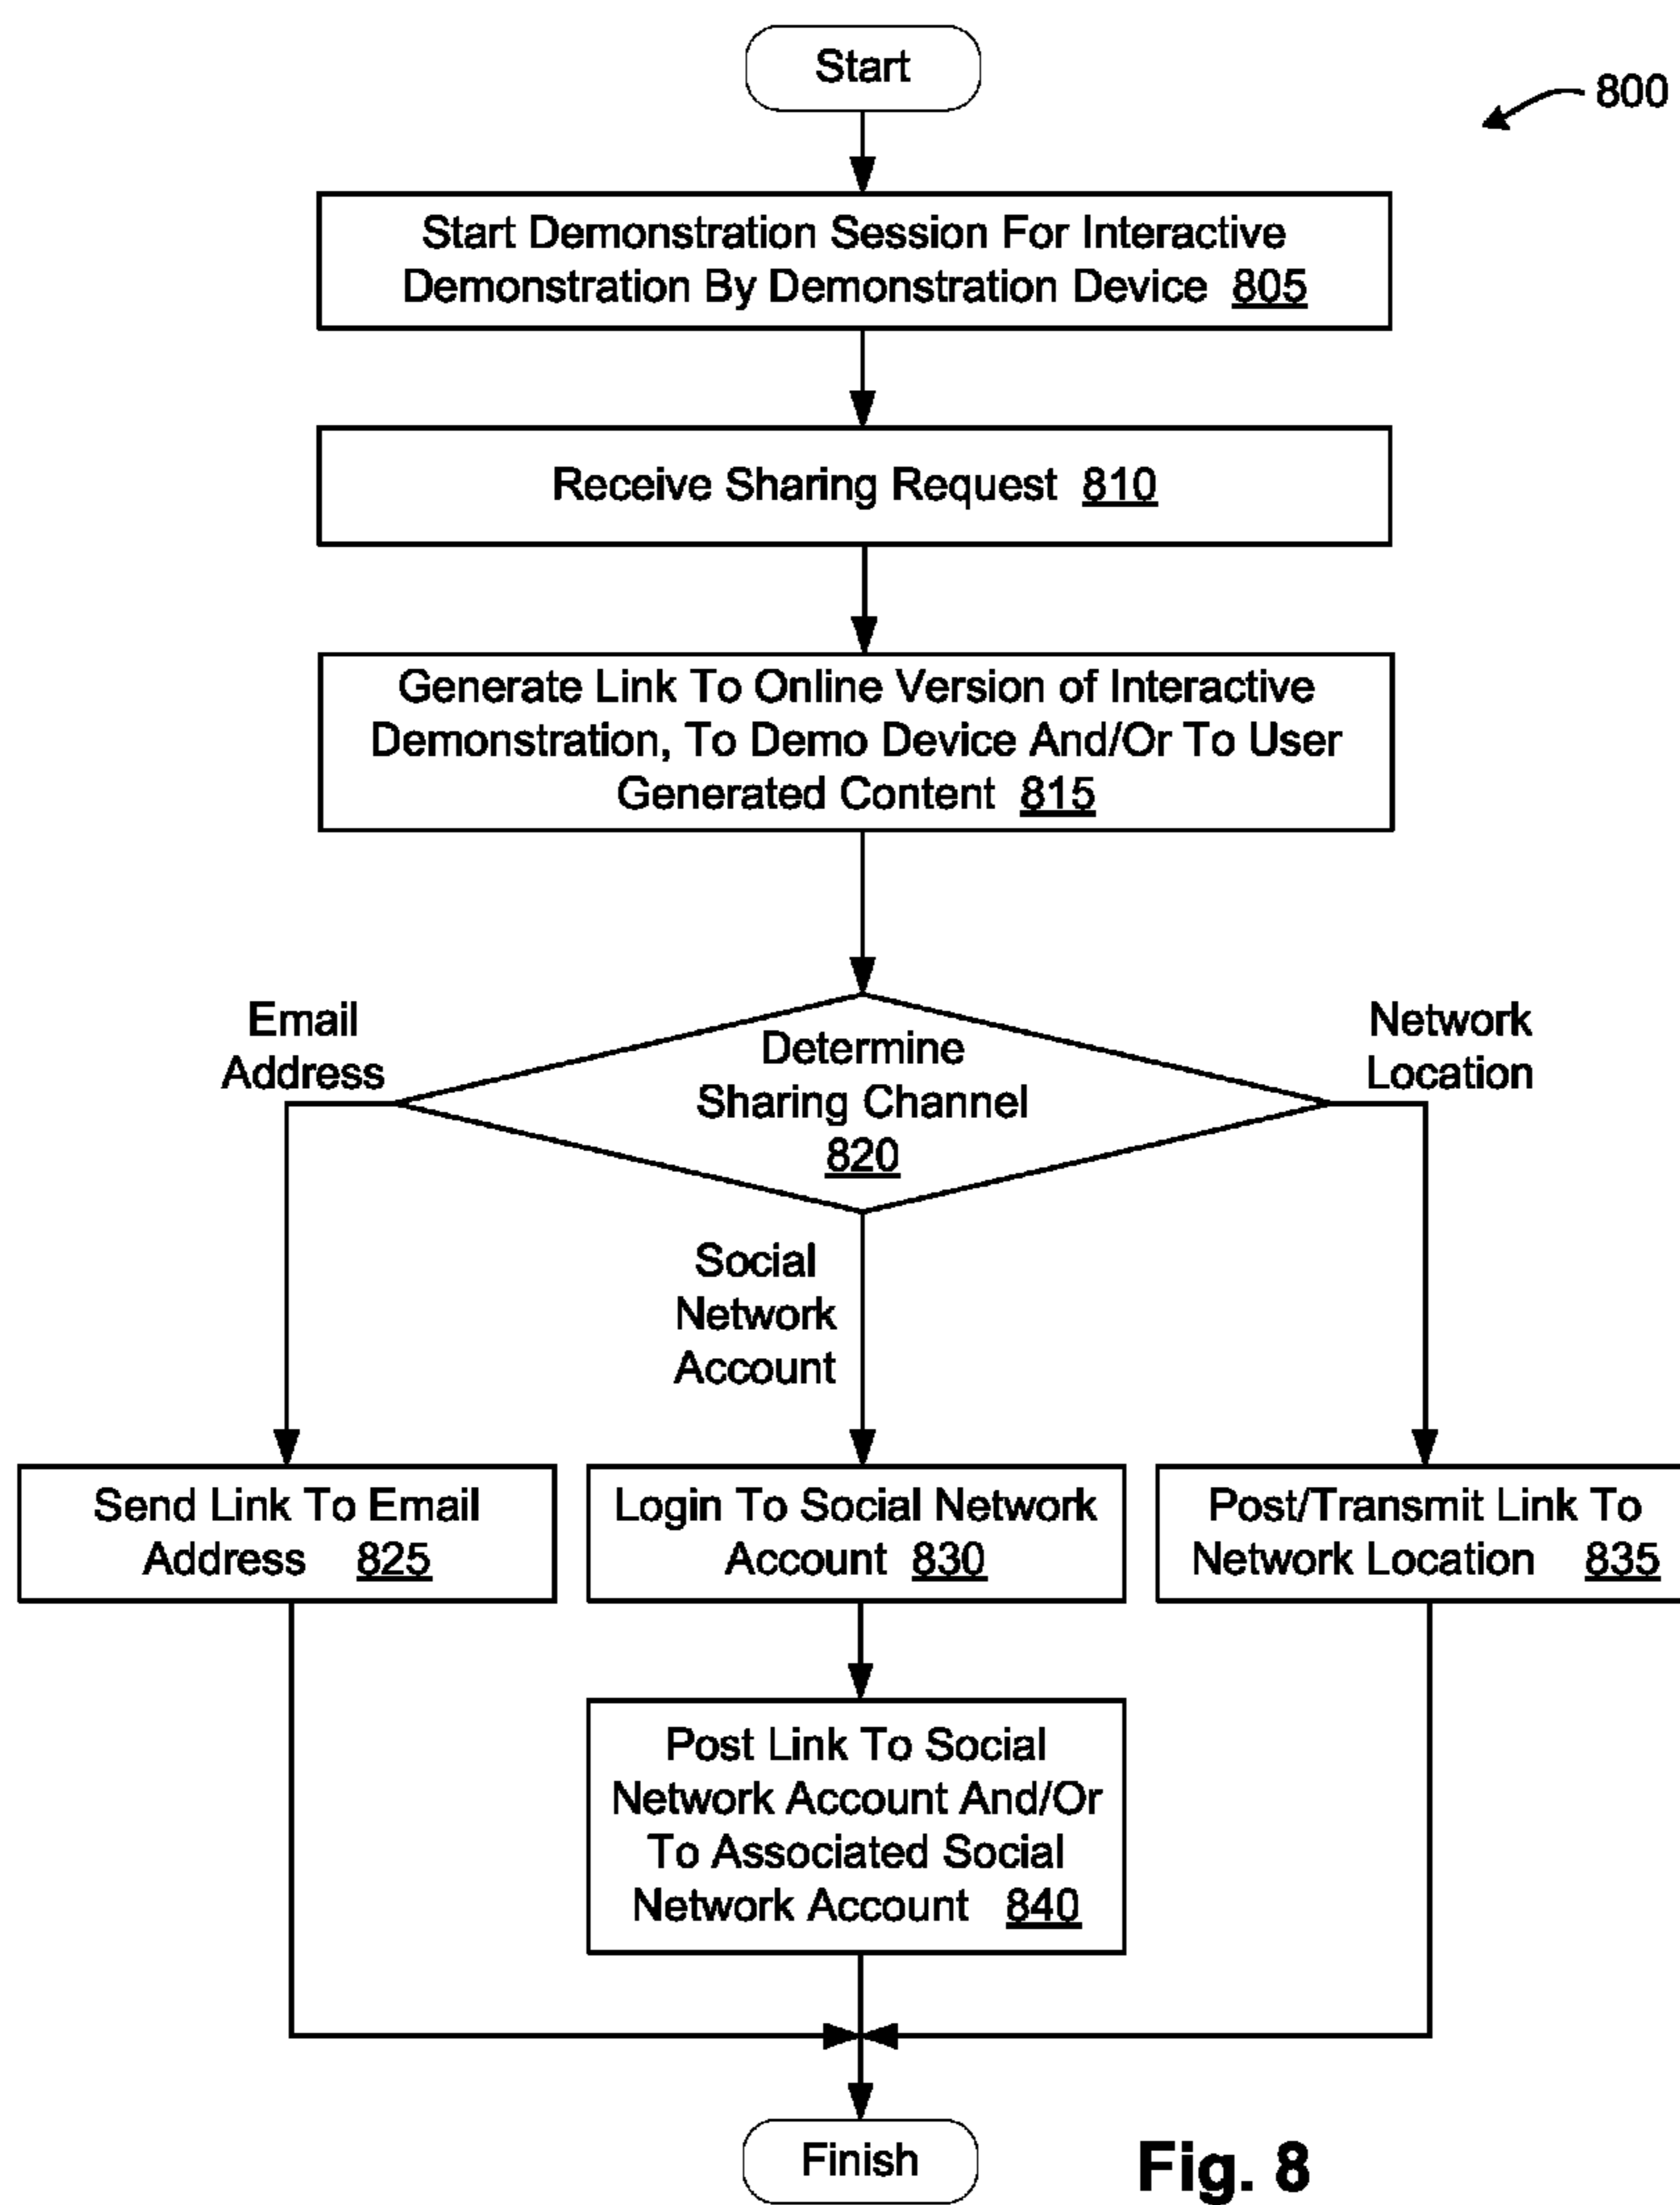 Start
800
Start Demonstration Session For Interactive
Demonstration By Demonstration Device 805
Receive Sharing Request 810
Generate Link To Online Version of Interactive
Demonstration, To Demo Device And/Or To User
Generated Content 815
Email
Address
Determine
Sharing Channel
820
Network
Location
Social
Network
Account
Send Link To Email
Address 825
Login To Social Network
Account 830
Post/Transmit Link To
Network Location 835
Post Link To Social
Network Account And/Or
To Associated Social
Network Account 840
Finish
Fig. 8